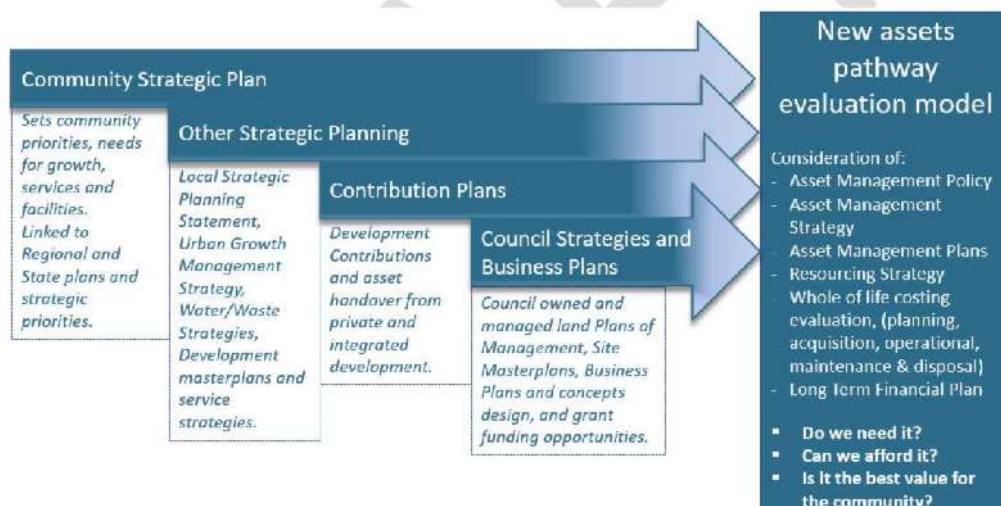 Community Strategic Plan
Sets community
priorities, needs
for growth,
services and
facilities.
Linked to
Regional and
State plans and
strategic
priorities.
Other Strategic Planning
Local Strategic
Planning
Statement,
Urban Growth
Management
Strategy,
Water/Waste
Strategies,
Development
masterplans and
service
strategies.
Contribution Plans
Development
Contributions
and asset
handover from
private and
integrated
development.
Council Strategies and
Business Plans
Council owned and
managed land Plans of
Management, Site
Masterplans, Business
Plans and concepts
design, and grant
funding opportunities.
New assets
pathway
evaluation model
Consideration of:
- Asset Management Policy
- Asset Management
Strategy
- Asset Management Plans
- Resourcing Strategy
- Whole of life costing
evaluation, (planning,
acquisition, operational,
maintenance & disposal)
- Long Term Financial Plan
▪ Do we need it?
▪ Can we afford it?
▪ Is it the best value for
the community?